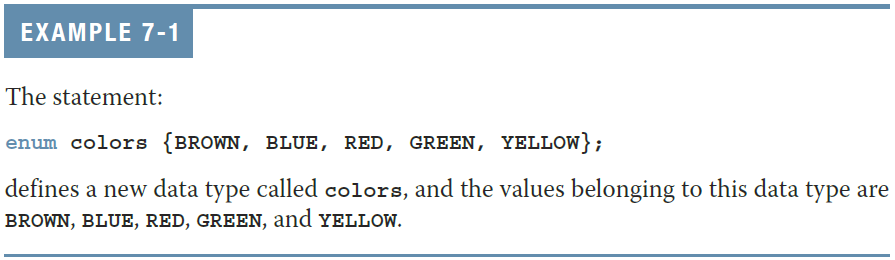 EXAMPLE 7-1
The statement:
enum colors {BROWN, BLUE, RED, GREEN, YELLOW};
defines a new data type called colors, and the values belonging to this data type are
BROWN, BLUE, RED, GREEN, and YELLOW.